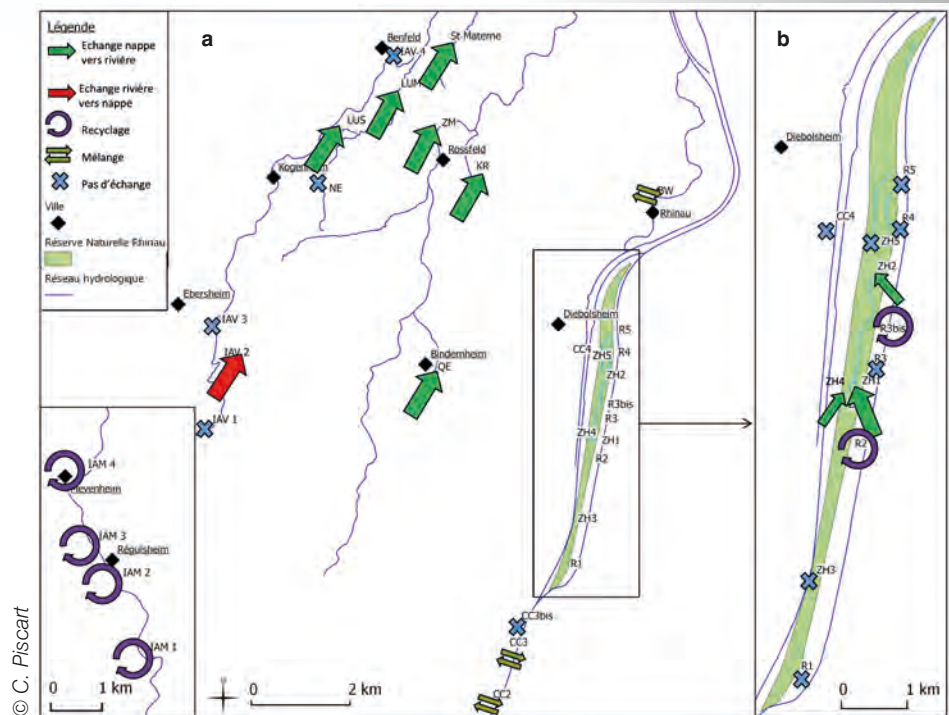 Légende
Echange nappe
vers rivière
Echange rivière
vers nappe
Recyclage
Mélange
Pas d'échange
Ville
Réserve Naturelle Rhinau
Réseau hydrologique
a
Benfeld
IAV 4
St Materne
LUM
LUS
ZM
Kogenheim
NE
Rossfeld
KR
BW
Rhinau
Ebersheim
IAV 3
IAV 2
IAV 1
Bindernheim
QE
Diebolsheim
CC4
R5
R4
ZH5
ZH2
R3bis
R3
ZH4
ZH1
R2
ZH3
R1
CC3bis
CC3
CC2
0 2 km
IAM 4
Meyenheim
IAM 3
Réguisheim
IAM 2
IAM 1
0 1 km
b
Diebolsheim
R5
CC4
R4
ZH5
ZH2
R3bis
R3
ZH4
ZH1
R2
ZH3
R1
0 1 km
© C. Piscart